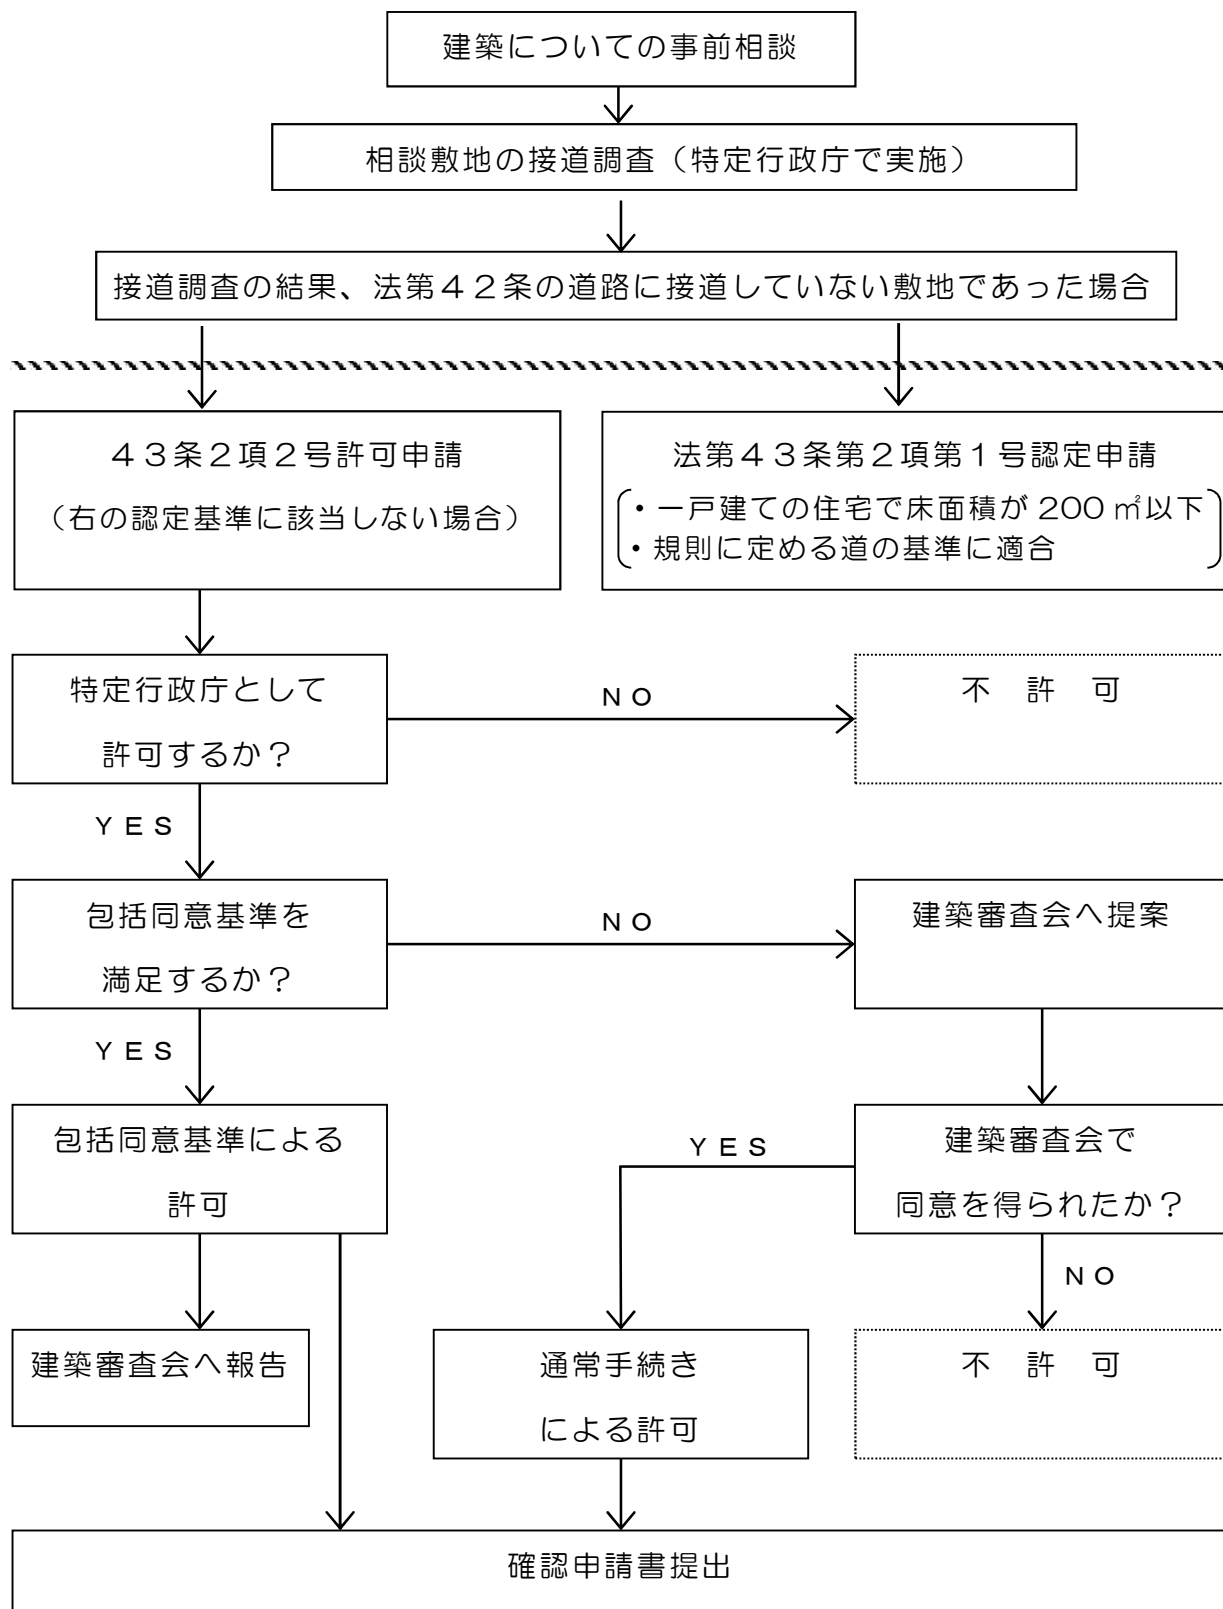 建築についての事前相談
相談敷地の接道調査（特定行政庁で実施）
接道調査の結果、法第４２条の道路に接道していない敷地であった場合
４３条２項２号許可申請
（右の認定基準に該当しない場合）
法第４３条第２項第１号認定申請
・一戸建ての住宅で床面積が 200 ㎡以下
・規則に定める道の基準に適合
特定行政庁として
許可するか？
ＮＯ
不　許　可
ＹＥＳ
包括同意基準を
満足するか？
ＮＯ
建築審査会へ提案
ＹＥＳ
包括同意基準による
許可
ＹＥＳ
建築審査会で
同意を得られたか？
ＮＯ
建築審査会へ報告
通常手続き
による許可
不　許　可
確認申請書提出